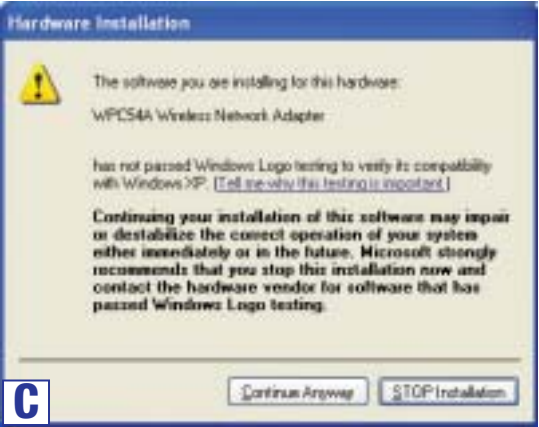 Hardware Installation
The software you are installing for this hardware:
WPC54A Wireless Network Adapter
has not passed Windows Logo testing to verify its compatibility
with Windows XP. (Tell me why this testing is important.)
Continuing your installation of this software may impair
or destabilize the correct operation of your system
either immediately or in the future. Microsoft strongly
recommends that you stop this installation now and
contact the hardware vendor for software that has
passed Windows Logo testing.
Continue Anyway
STOP Installation
C